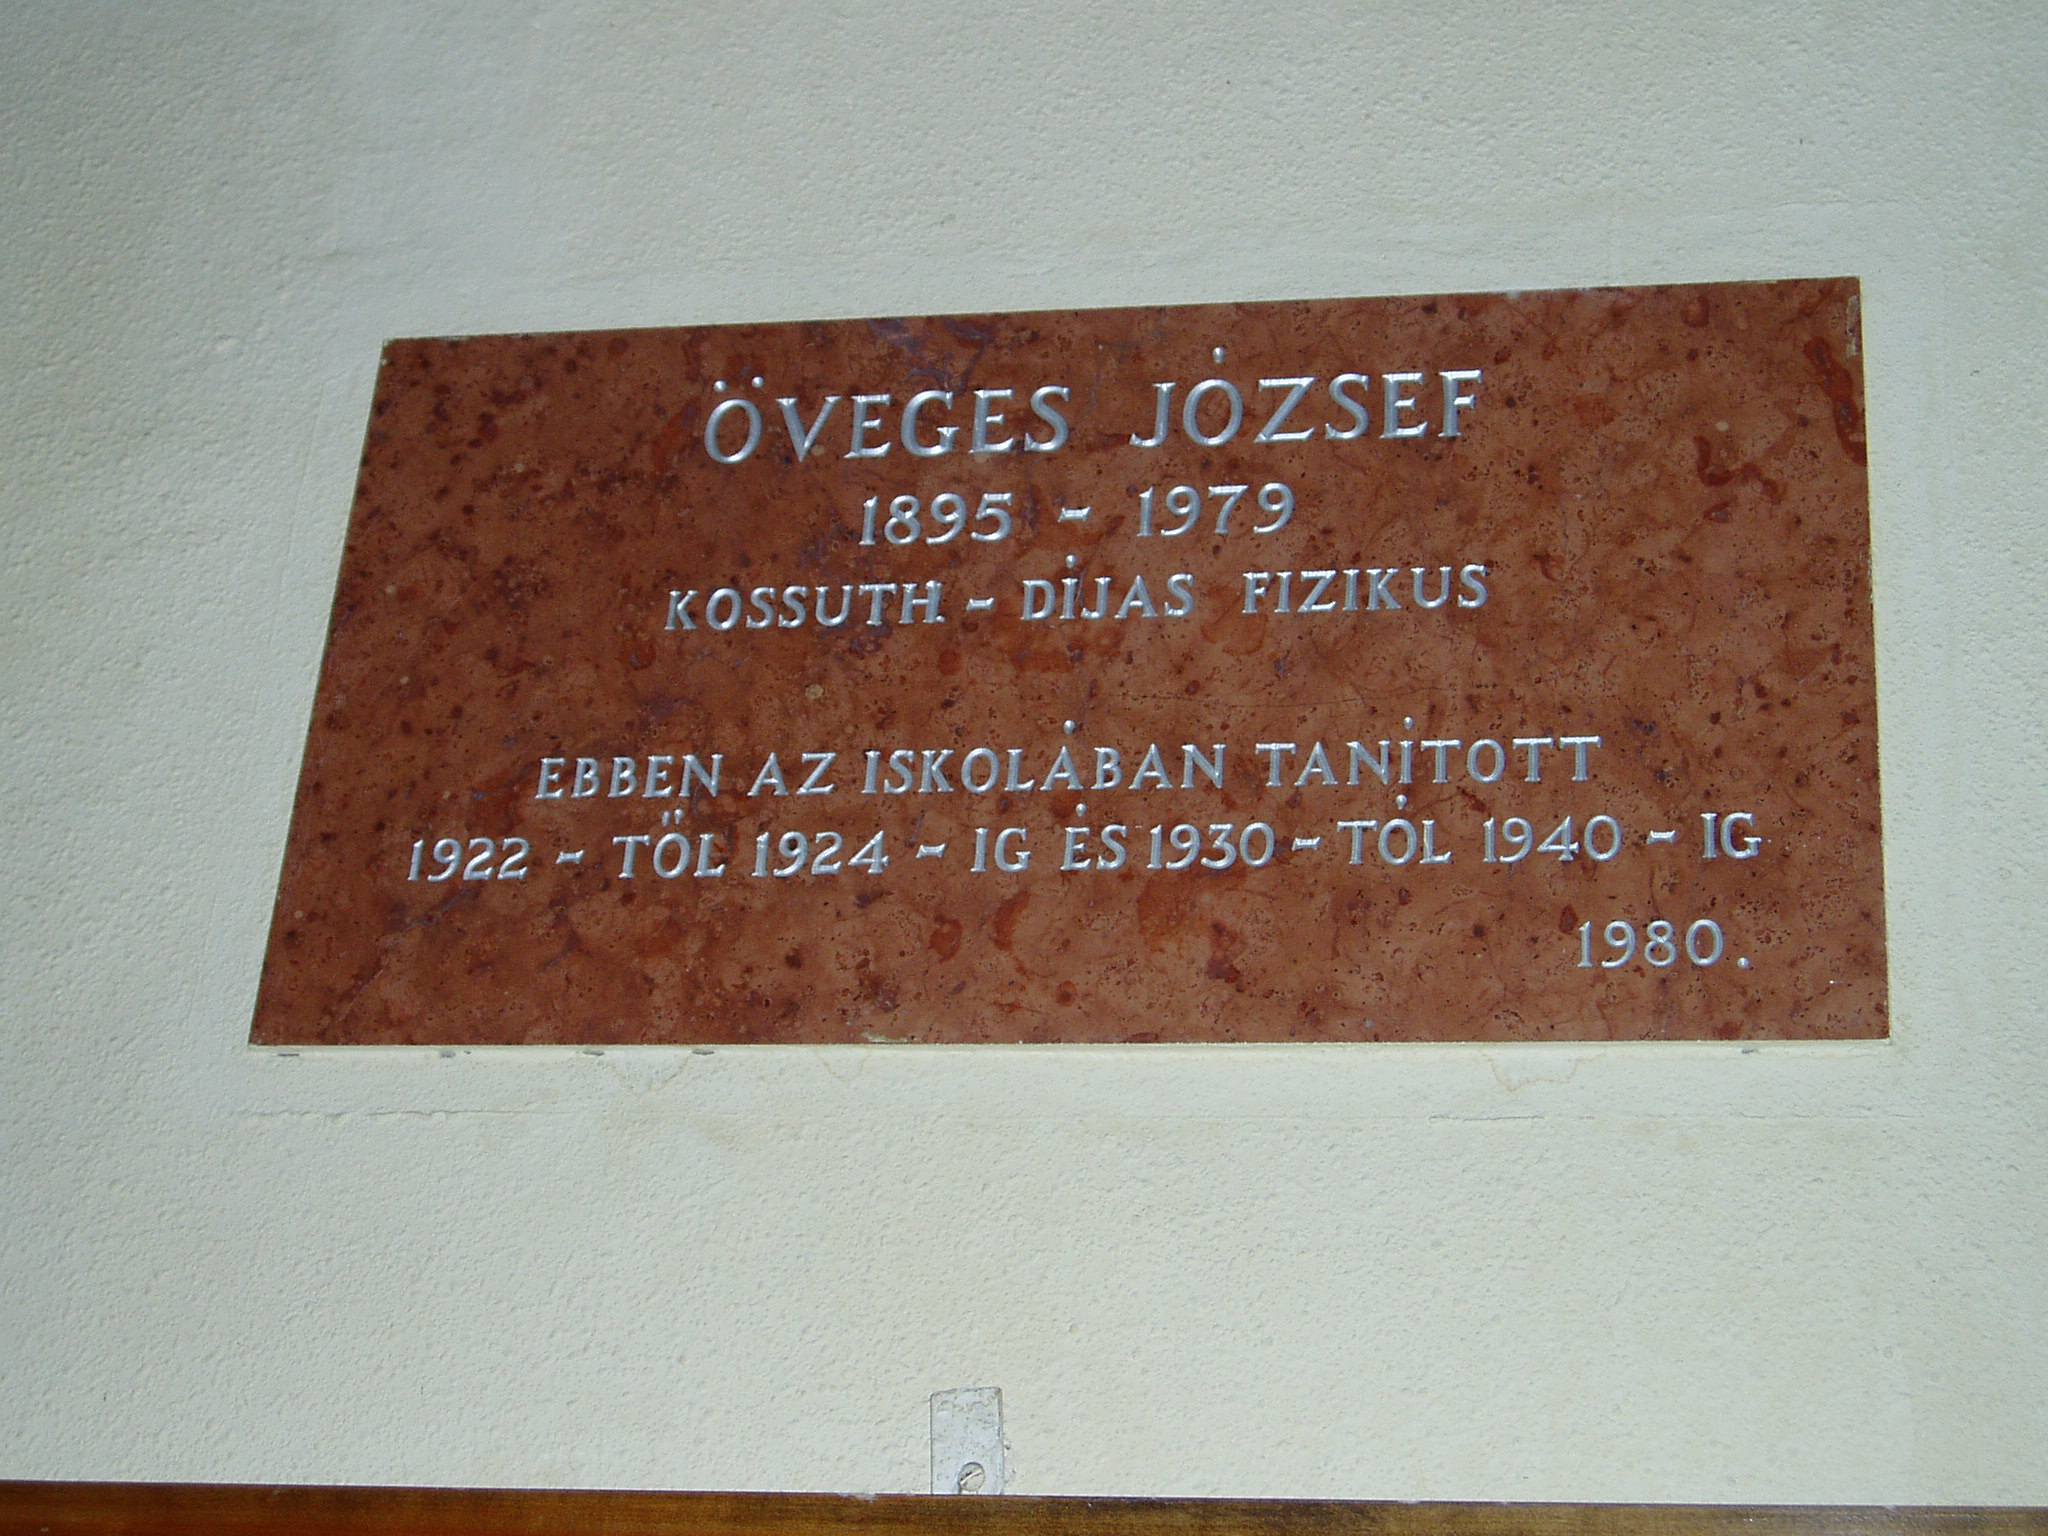 ÖVEGES JÓZSEF
1895 - 1979
KOSSUTH - DÍJAS FIZIKUS
EBBEN AZ ISKOLÁBAN TANÍTOTT
1922 - TŐL 1924 - IG ÉS 1930 - TÓL 1940 - IG
1980.